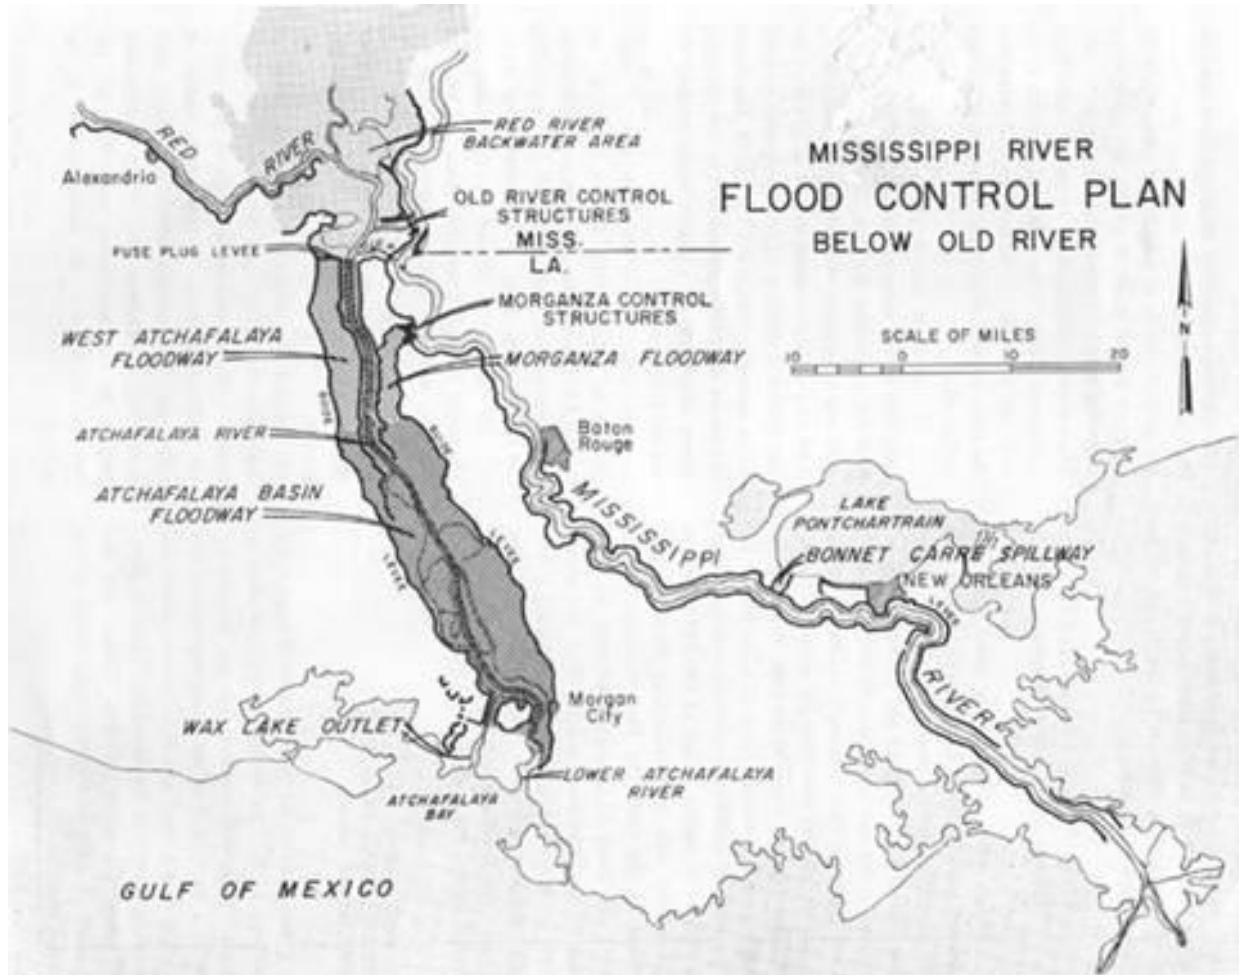 MISSISSIPPI RIVER
FLOOD CONTROL PLAN
BELOW OLD RIVER
SCALE OF MILES
10 0 10 20
N
RED RIVER
RED RIVER
BACKWATER AREA
Alexandria
OLD RIVER CONTROL
STRUCTURES
MISS.
LA.
FUSE PLUG LEVEE
MORGANZA CONTROL
STRUCTURES
WEST ATCHAFALAYA
FLOODWAY
MORGANZA FLOODWAY
GUIDE
LEVEE
GUIDE
LEVEE
ATCHAFALAYA RIVER
Baton
Rouge
ATCHAFALAYA BASIN
FLOODWAY
MISSISSIPPI
RIVER
LAKE
PONTCHARTRAIN
BONNET CARRE SPILLWAY
NEW ORLEANS
LEVEE
Morgan
City
WAX LAKE OUTLET
LOWER ATCHAFALAYA
RIVER
ATCHAFALAYA
BAY
GULF OF MEXICO